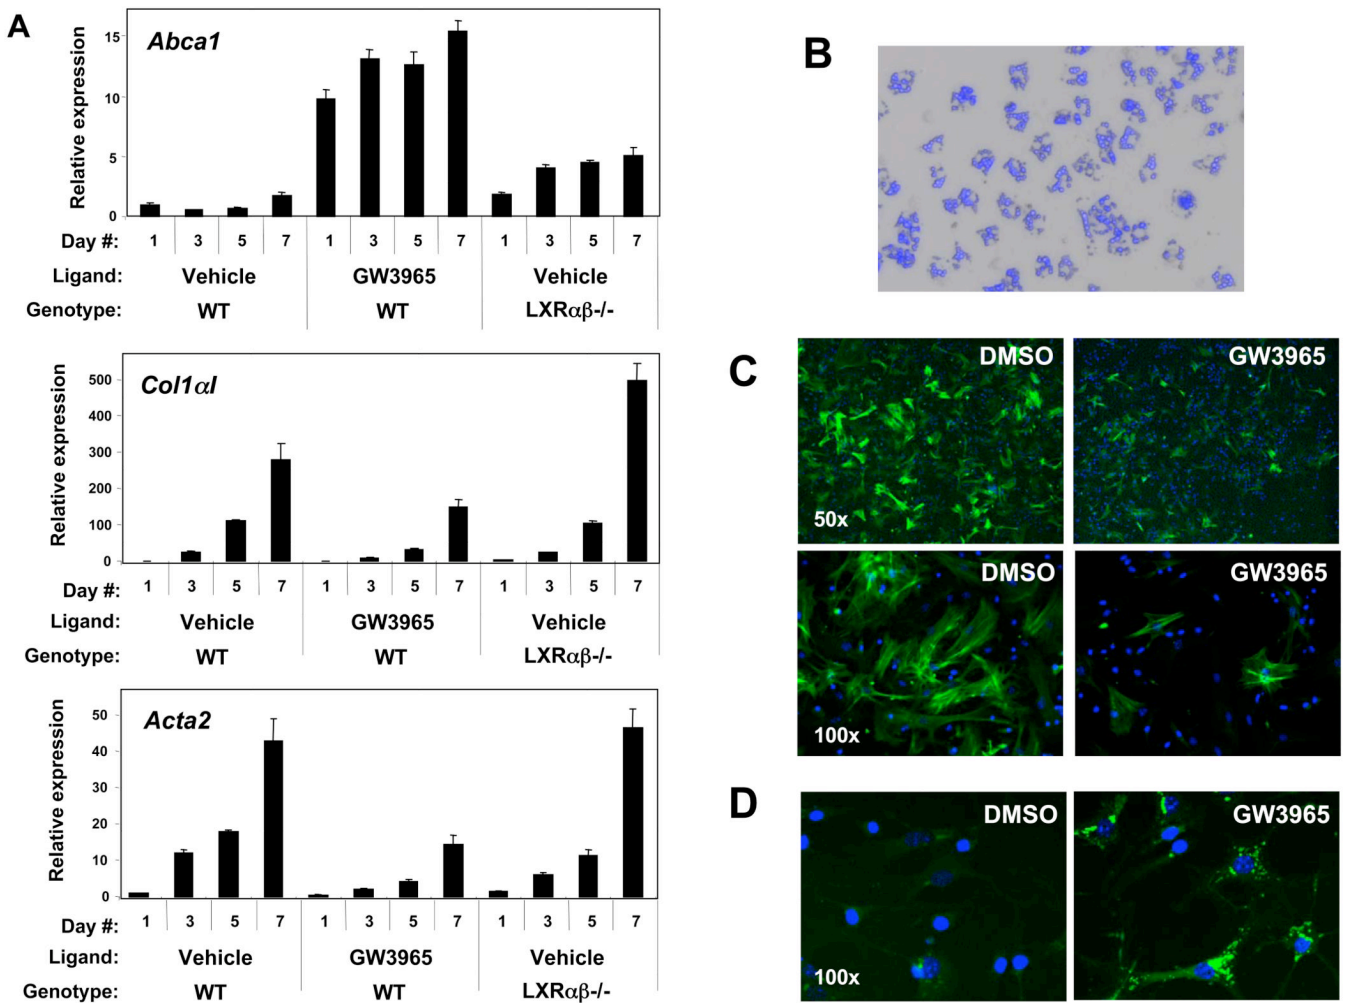 A
Relative expression
Abca1
15
10
5
0
Day #: 1 3 5 7 1 3 5 7 1 3 5 7
Ligand: Vehicle GW3965 Vehicle
Genotype: WT WT LXRαβ-/-
Relative expression
Col1αI
500
400
300
200
100
0
Day #: 1 3 5 7 1 3 5 7 1 3 5 7
Ligand: Vehicle GW3965 Vehicle
Genotype: WT WT LXRαβ-/-
Relative expression
Acta2
50
40
30
20
10
0
Day #: 1 3 5 7 1 3 5 7 1 3 5 7
Ligand: Vehicle GW3965 Vehicle
Genotype: WT WT LXRαβ-/-
B
C
DMSO GW3965
50x
DMSO GW3965
100x
D
DMSO GW3965
100x